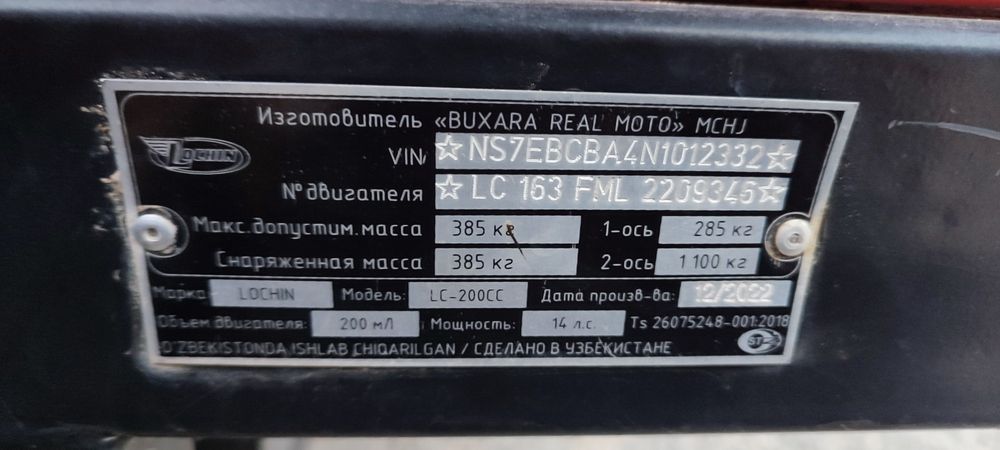 Изготовитель «BUXARA REAL MOTO» MCHJ
LOCHIN
VIN ☆NS7EBCBA4N1012332☆
N° двигателя ☆LC 163 FML 2209346☆
Макс.допустим.масса 385 кг 1-ось 285 кг
Снаряженная масса 385 кг 2-ось 1 100 кг
Марка: LOCHIN Модель: LC-200CC Дата произв-ва: 12/2022
Объем двигателя: 200 мЛ Мощность: 14 л.с. Ts 26075248-001:2018
O'ZBEKISTONDA ISHLAB CHIQARILGAN / СДЕЛАНО В УЗБЕКИСТАНЕ